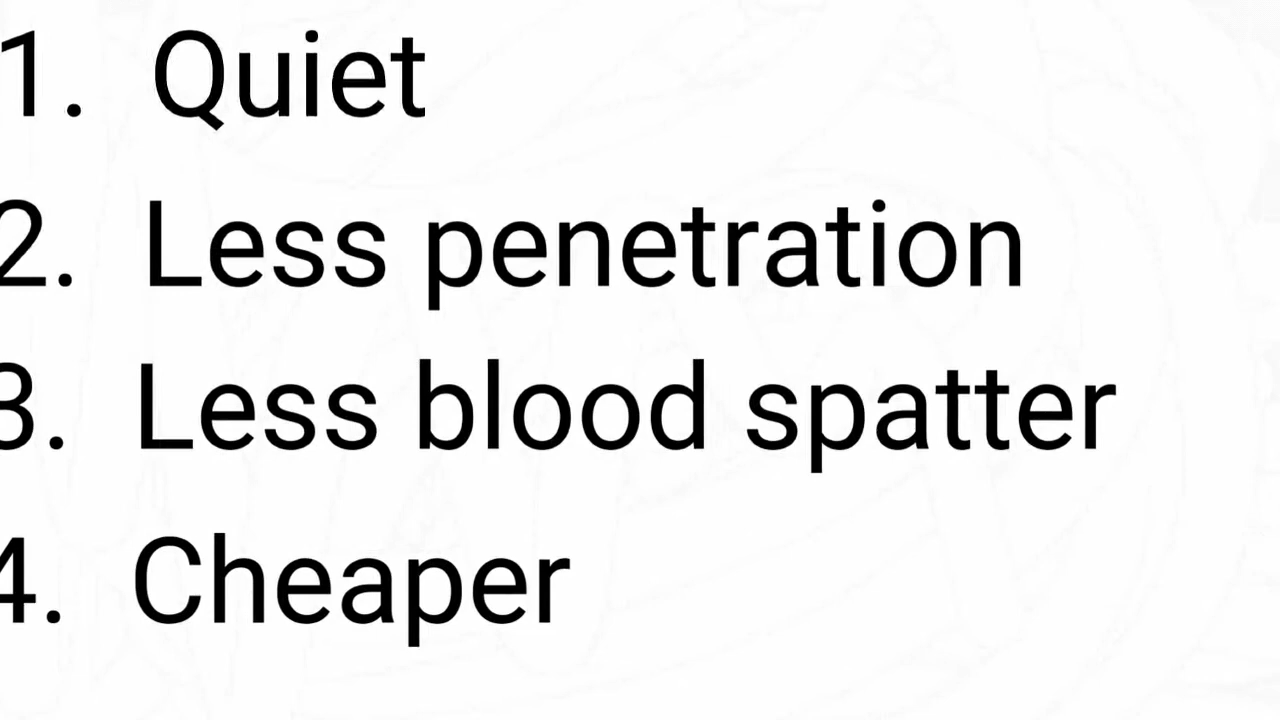 1. Quiet
2. Less penetration
3. Less blood spatter
4. Cheaper